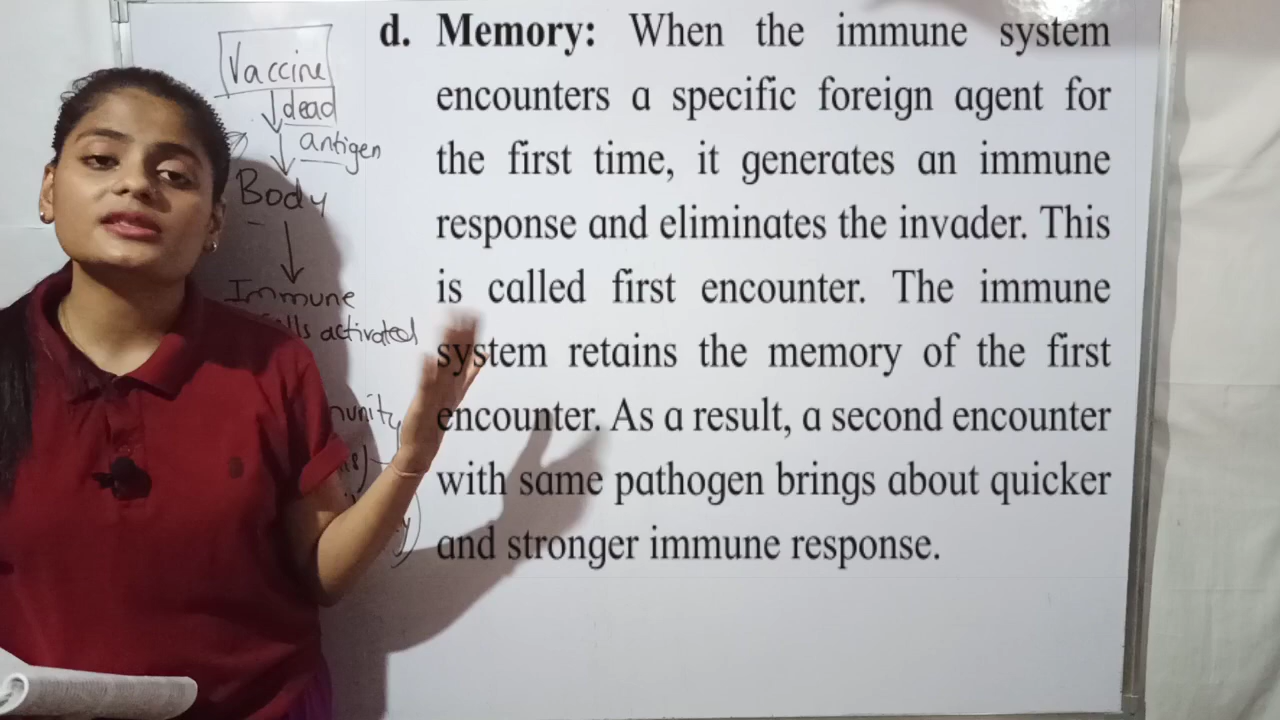 Vaccine
dead
antigen
Body
Immune
activated
d. Memory: When the immune system
encounters a specific foreign agent for
the first time, it generates an immune
response and eliminates the invader. This
is called first encounter. The immune
system retains the memory of the first
encounter. As a result, a second encounter
with same pathogen brings about quicker
and stronger immune response.